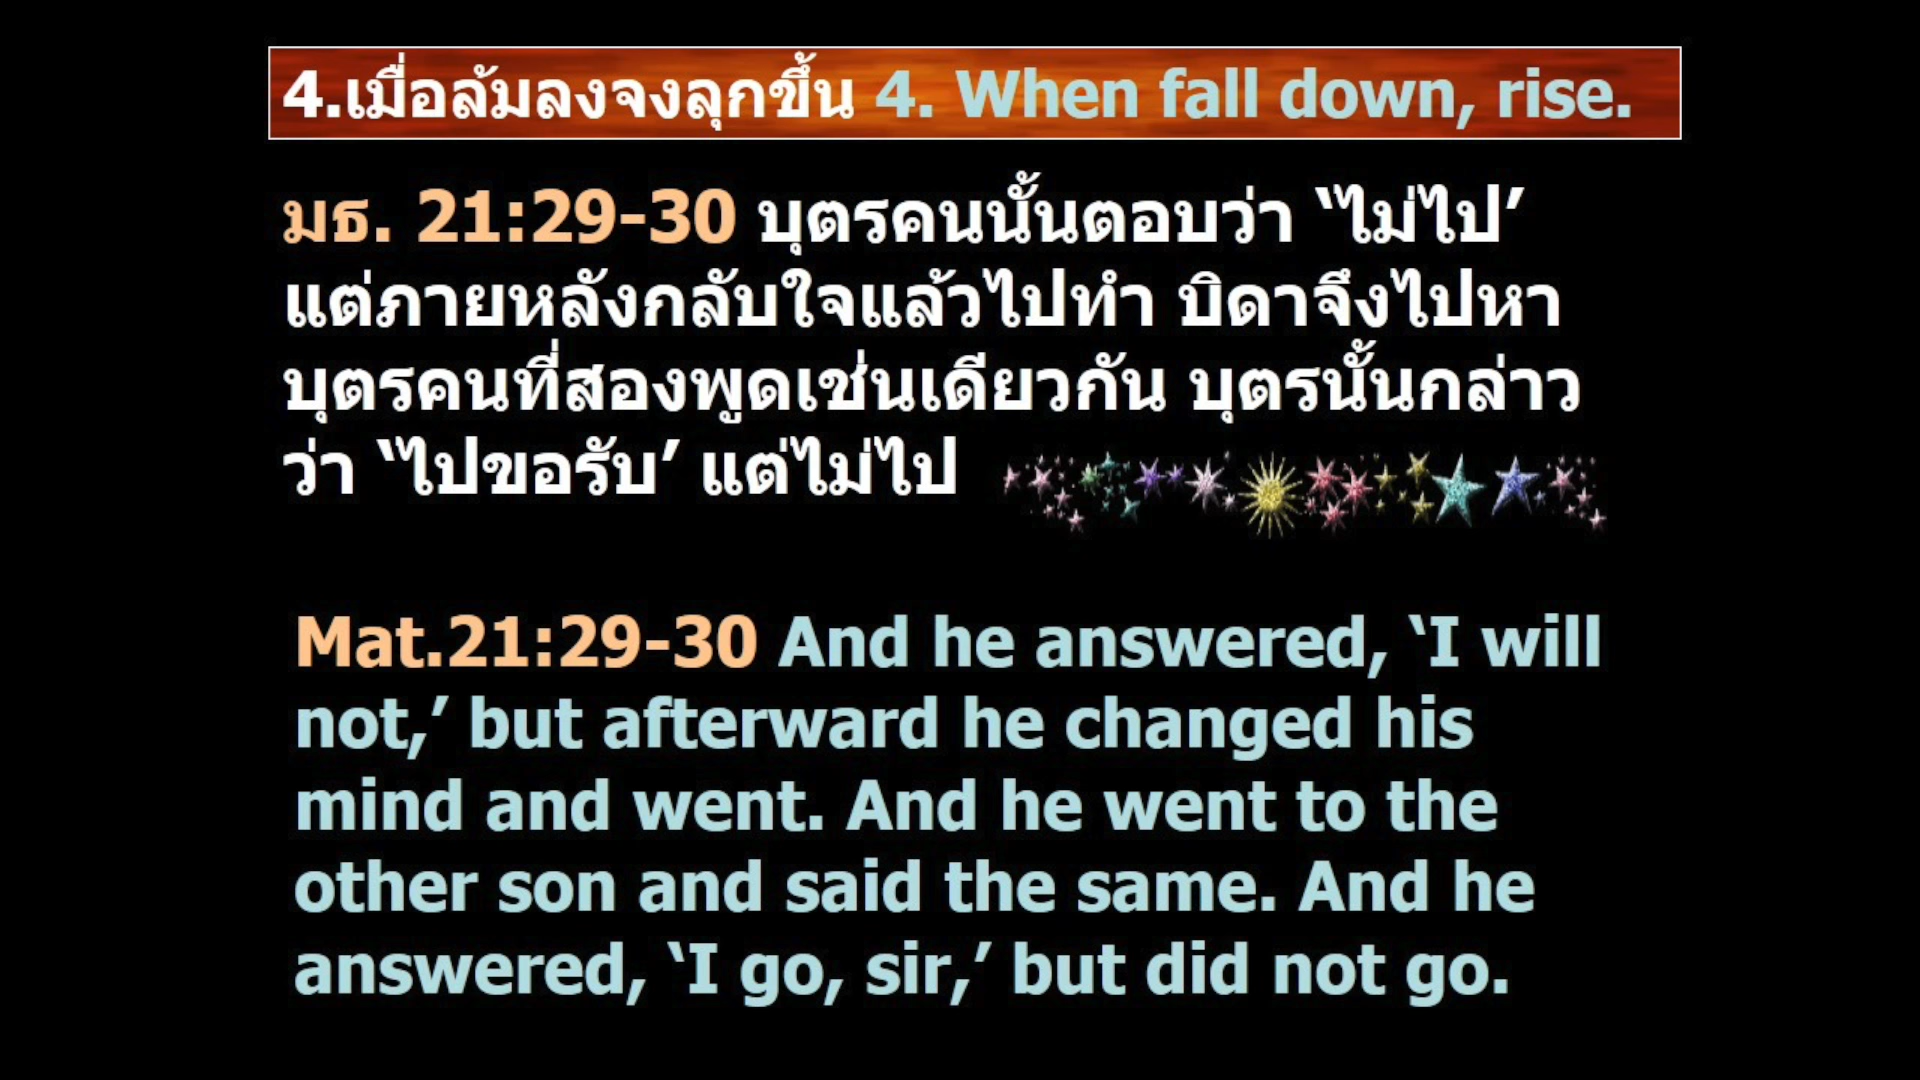 4.เมื่อล้มลงจงลุกขึ้น 4. When fall down, rise.
มธ. 21:29-30 บุตรคนนั้นตอบว่า ‘ไม่ไป’
แต่ภายหลังกลับใจแล้วไปทำ บิดาจึงไปหา
บุตรคนที่สองพูดเช่นเดียวกัน บุตรนั้นกล่าว
ว่า ‘ไปขอรับ’ แต่ไม่ไป
Mat.21:29-30 And he answered, ‘I will
not,’ but afterward he changed his
mind and went. And he went to the
other son and said the same. And he
answered, ‘I go, sir,’ but did not go.